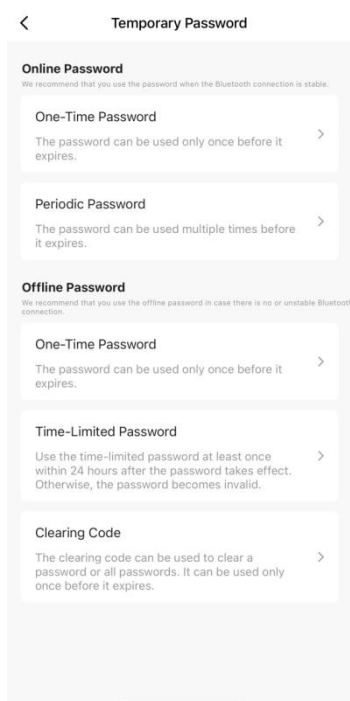 Temporary Password
Online Password
We recommend that you use the password when the Bluetooth connection is stable.
One-Time Password
The password can be used only once before it
expires.
Periodic Password
The password can be used multiple times before
it expires.
Offline Password
We recommend that you use the offline password in case there is no or unstable Bluetooth
connection.
One-Time Password
The password can be used only once before it
expires.
Time-Limited Password
Use the time-limited password at least once
within 24 hours after the password takes effect.
Otherwise, the password becomes invalid.
Clearing Code
The clearing code can be used to clear a
password or all passwords. It can be used only
once before it expires.